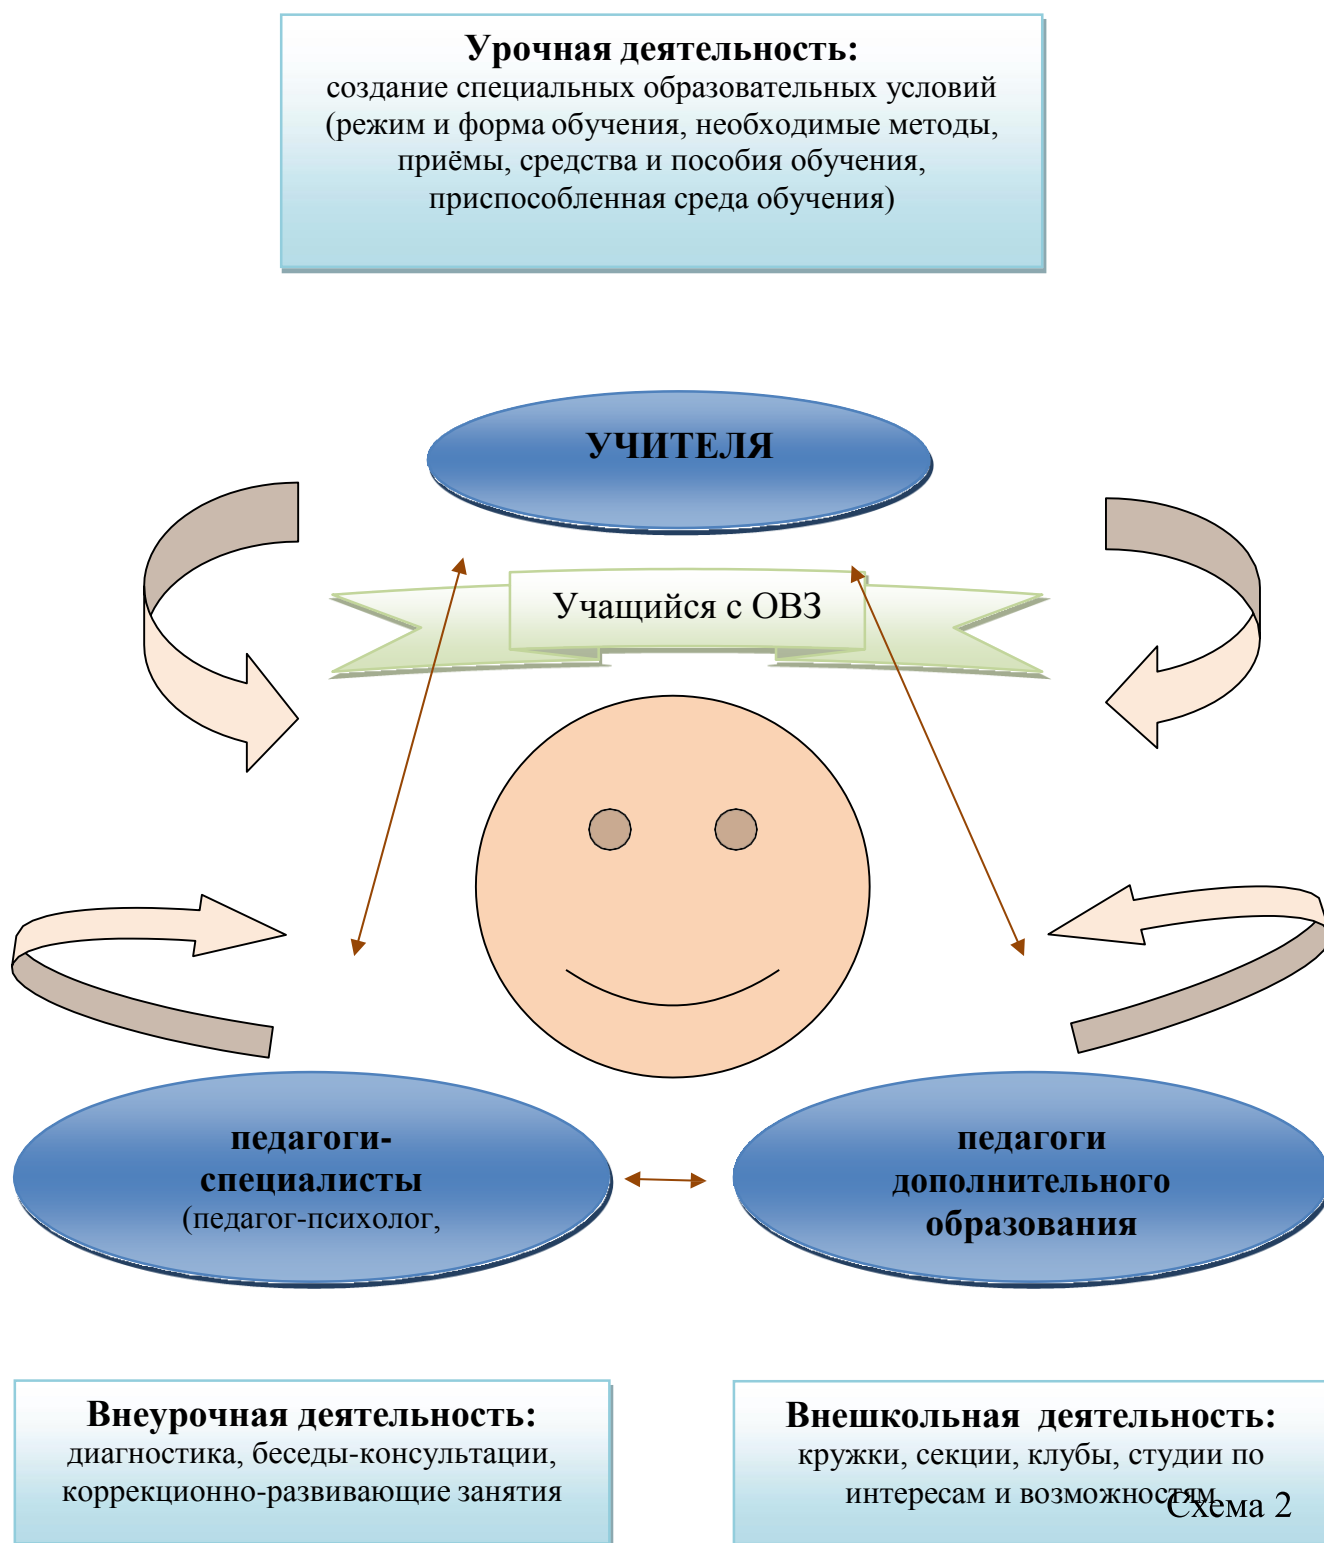 Урочная деятельность:
создание специальных образовательных условий
(режим и форма обучения, необходимые методы,
приёмы, средства и пособия обучения,
приспособленная среда обучения)
УЧИТЕЛЯ
Учащийся с ОВЗ
педагоги-
специалисты
(педагог-психолог,
педагоги
дополнительного
образования
Внеурочная деятельность:
диагностика, беседы-консультации,
коррекционно-развивающие занятия
Внешкольная деятельность:
кружки, секции, клубы, студии по
интересам и возможностям
Схема 2